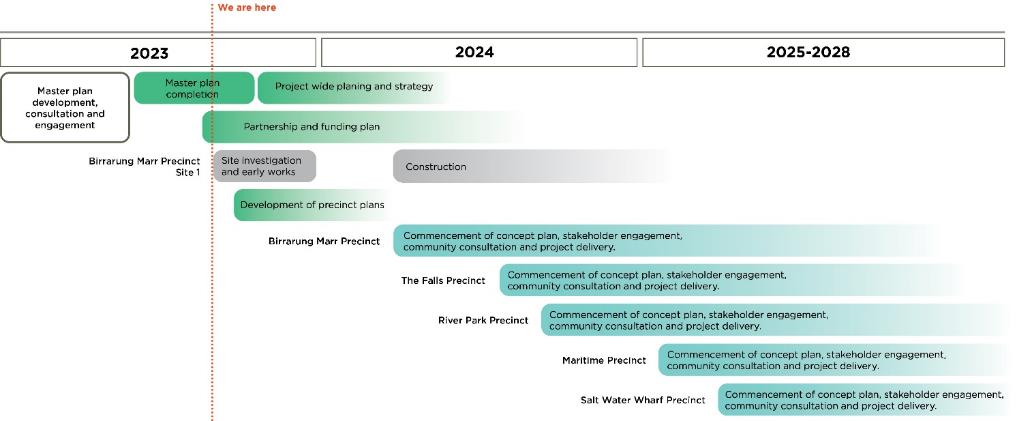 We are here
2023
2024
2025-2028
Master plan
development,
consultation and
engagement
Master plan
completion
Project wide planing and strategy
Partnership and funding plan
Birrarung Marr Precinct
Site 1
Site investigation
and early works
Construction
Development of precinct plans
Birrarung Marr Precinct
Commencement of concept plan, stakeholder engagement,
community consultation and project delivery.
The Falls Precinct
Commencement of concept plan, stakeholder engagement,
community consultation and project delivery.
River Park Precinct
Commencement of concept plan, stakeholder engagement,
community consultation and project delivery.
Maritime Precinct
Commencement of concept plan, stakeholder engagement,
community consultation and project delivery.
Salt Water Wharf Precinct
Commencement of concept plan, stakeholder engagement,
community consultation and project delivery.